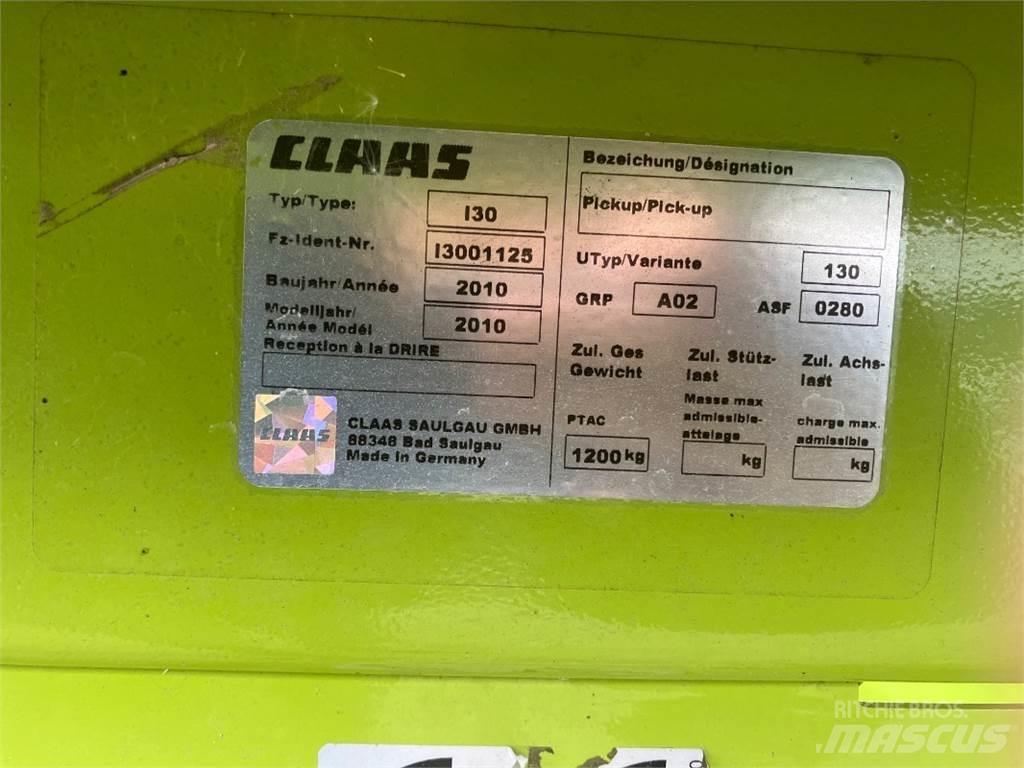 CLAAS
Typ/Type: I30
Fz-Ident-Nr. I3001125
Baujahr/Année 2010
Modelljahr/
Année Modél 2010
Reception à la DRIRE
CLAAS
CLAAS SAULGAU GMBH
88348 Bad Saulgau
Made in Germany
Bezeichung/Désignation
Pickup/Pick-up
UTyp/Variante 130
GRP A02 ASF 0280
Zul. Ges
Gewicht
PTAC
1200 kg
Zul. Stütz-
last
Masse max
admissible-
attelage
kg
Zul. Achs-
last
charge max.
admissible
kg
RITCHIE BROS.
MASCUS